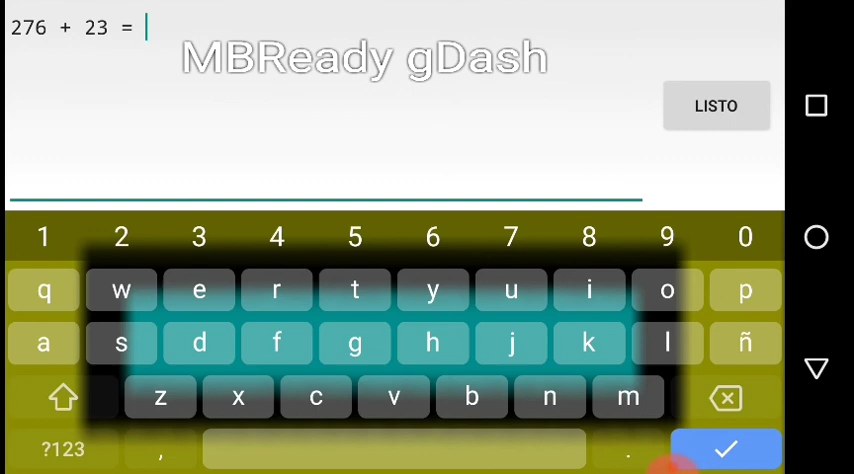 276 + 23 =
MBReady gDash
LISTO
1 2 3 4 5 6 7 8 9 0
q w e r t y u i o p
a s d f g h j k l ñ
z x c v b n m
?123 , .